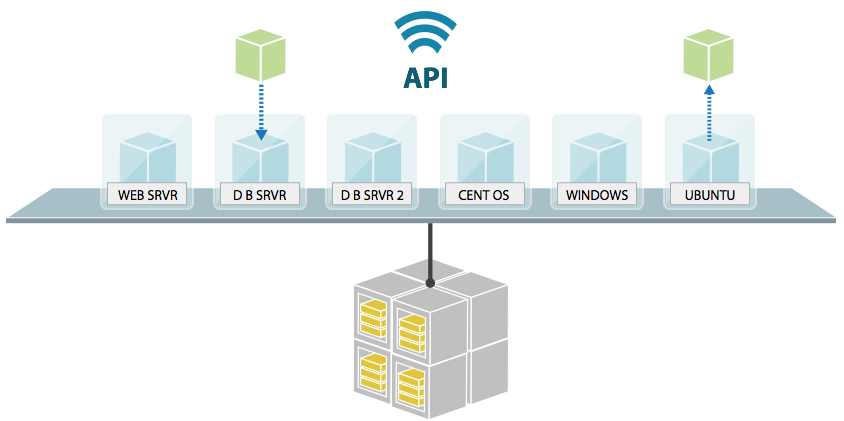 API
WEB SRVR
D B SRVR
D B SRVR 2
CENT OS
WINDOWS
UBUNTU